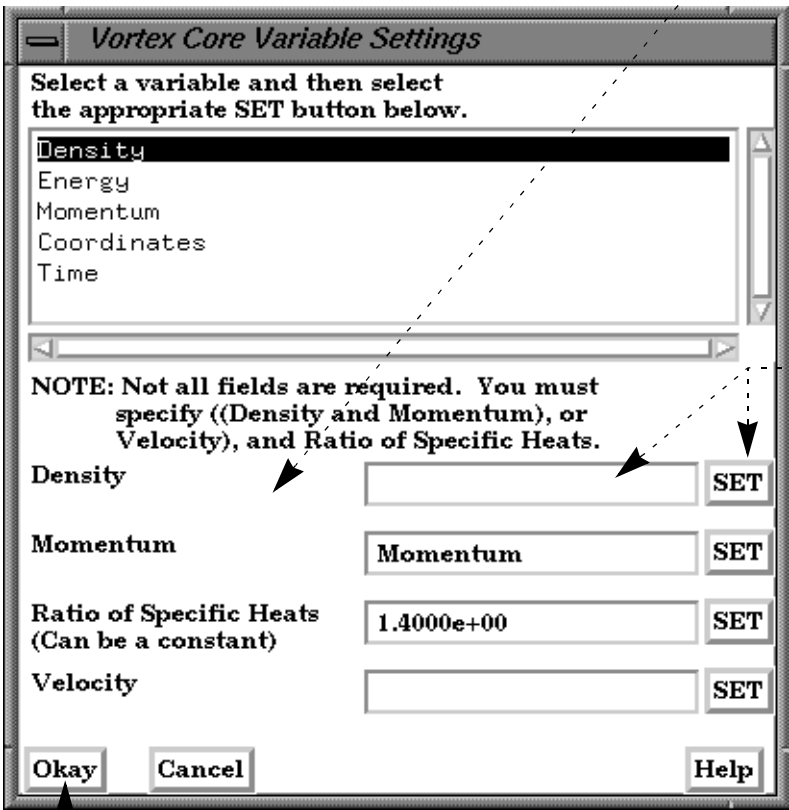 Vortex Core Variable Settings
Select a variable and then select
the appropriate SET button below.
Density
Energy
Momentum
Coordinates
Time
NOTE: Not all fields are required. You must
specify ((Density and Momentum), or
Velocity), and Ratio of Specific Heats.
Density SET
Momentum Momentum SET
Ratio of Specific Heats
(Can be a constant) 1.4000e+00 SET
Velocity SET
Okay Cancel Help